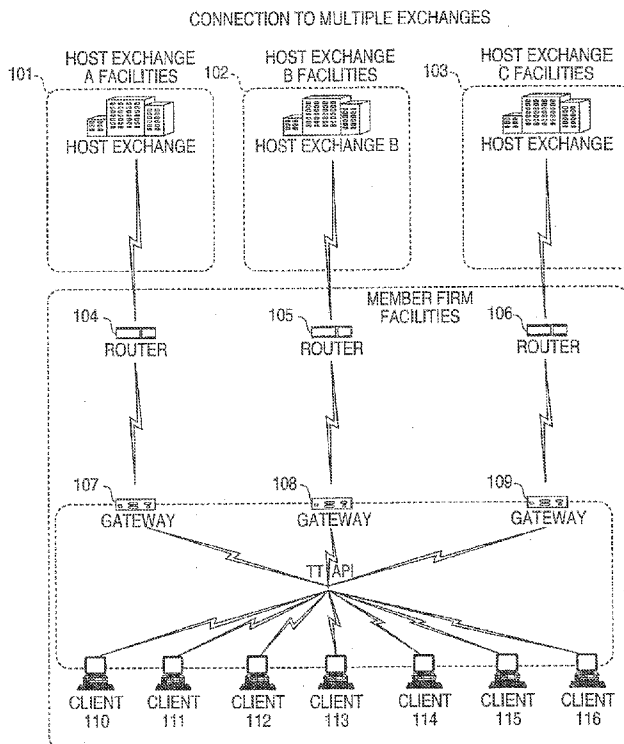 CONNECTION TO MULTIPLE EXCHANGES
101
HOST EXCHANGE
A FACILITIES
HOST EXCHANGE
102
HOST EXCHANGE
B FACILITIES
HOST EXCHANGE B
103
HOST EXCHANGE
C FACILITIES
HOST EXCHANGE
MEMBER FIRM
FACILITIES
104
ROUTER
105
ROUTER
106
ROUTER
107
GATEWAY
108
GATEWAY
109
GATEWAY
TT API
CLIENT
110
CLIENT
111
CLIENT
112
CLIENT
113
CLIENT
114
CLIENT
115
CLIENT
116